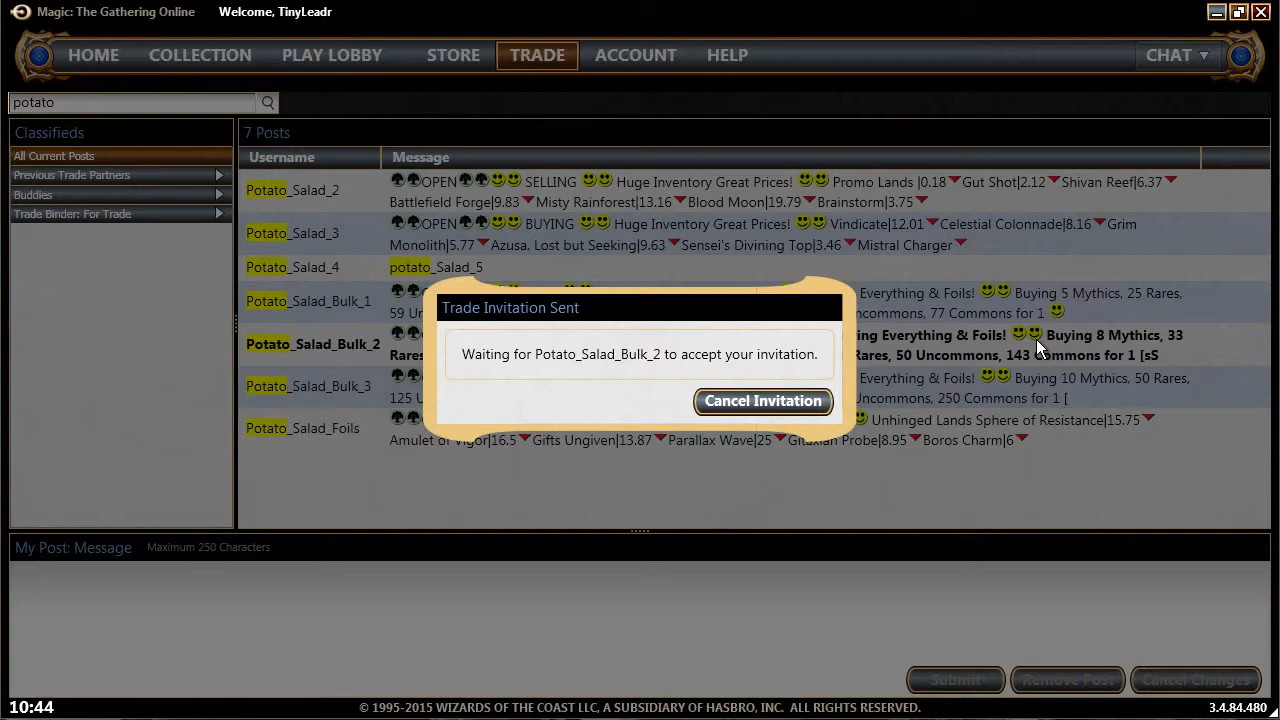 Magic: The Gathering Online Welcome, TinyLeadr
HOME COLLECTION PLAY LOBBY STORE TRADE ACCOUNT HELP CHAT
potato
Classifieds
All Current Posts
Previous Trade Partners
Buddies
Trade Binder: For Trade
7 Posts
Username Message
Potato_Salad_2 OPEN SELLING Huge Inventory Great Prices! Promo Lands |0.18 Gut Shot|2.12 Shivan Reef|6.37
Battlefield Forge|9.83 Misty Rainforest|13.16 Blood Moon|19.79 Brainstorm|3.75
Potato_Salad_3 OPEN BUYING Huge Inventory Great Prices! Vindicate|12.01 Celestial Colonnade|8.16 Grim
Monolith|5.77 Azusa, Lost but Seeking|9.63 Sensei's Divining Top|3.46 Mistral Charger
Potato_Salad_4 potato_Salad_5
Potato_Salad_Bulk_1 Everything & Foils! Buying 5 Mythics, 25 Rares,
59 Uncommons, 77 Commons for 1
Potato_Salad_Bulk_2 ing Everything & Foils! Buying 8 Mythics, 33
Rares, 50 Uncommons, 143 Commons for 1 [sS
Potato_Salad_Bulk_3 Everything & Foils! Buying 10 Mythics, 50 Rares,
125 Uncommons, 250 Commons for 1 [
Potato_Salad_Foils Unhinged Lands Sphere of Resistance|15.75
Amulet of Vigor|16.5 Gifts Ungiven|13.87 Parallax Wave|25 Gitaxian Probe|8.95 Boros Charm|6
Trade Invitation Sent
Waiting for Potato_Salad_Bulk_2 to accept your invitation.
Cancel Invitation
My Post: Message Maximum 250 Characters
Submit Remove Post Cancel Changes
10:44 © 1995-2015 WIZARDS OF THE COAST LLC, A SUBSIDIARY OF HASBRO, INC. ALL RIGHTS RESERVED. 3.4.84.480